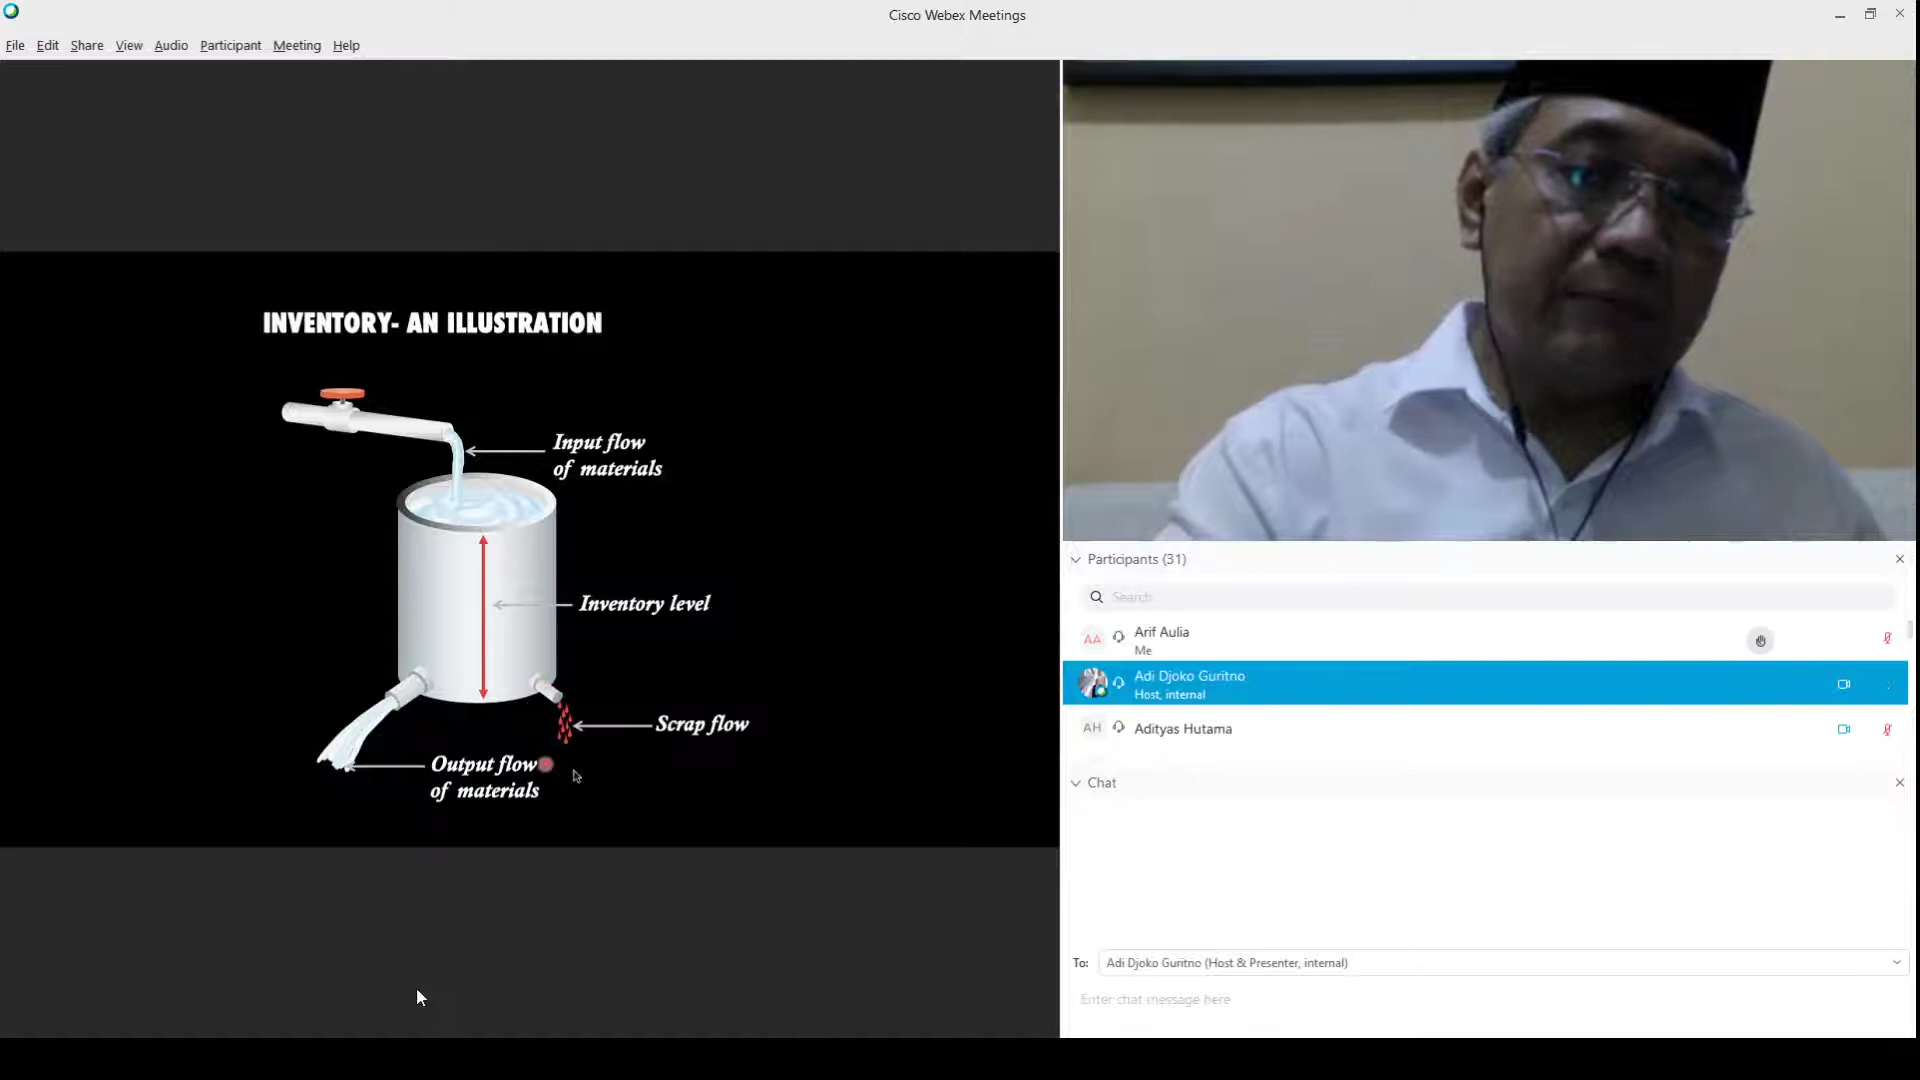 Cisco Webex Meetings
File Edit Share View Audio Participant Meeting Help
INVENTORY- AN ILLUSTRATION
Input flow
of materials
Inventory level
Scrap flow
Output flow
of materials
Participants (31)
Search
AA
Arif Aulia
Me
Adi Djoko Guritno
Host, internal
AH
Adityas Hutama
Chat
To:
Adi Djoko Guritno (Host & Presenter, internal)
Enter chat message here